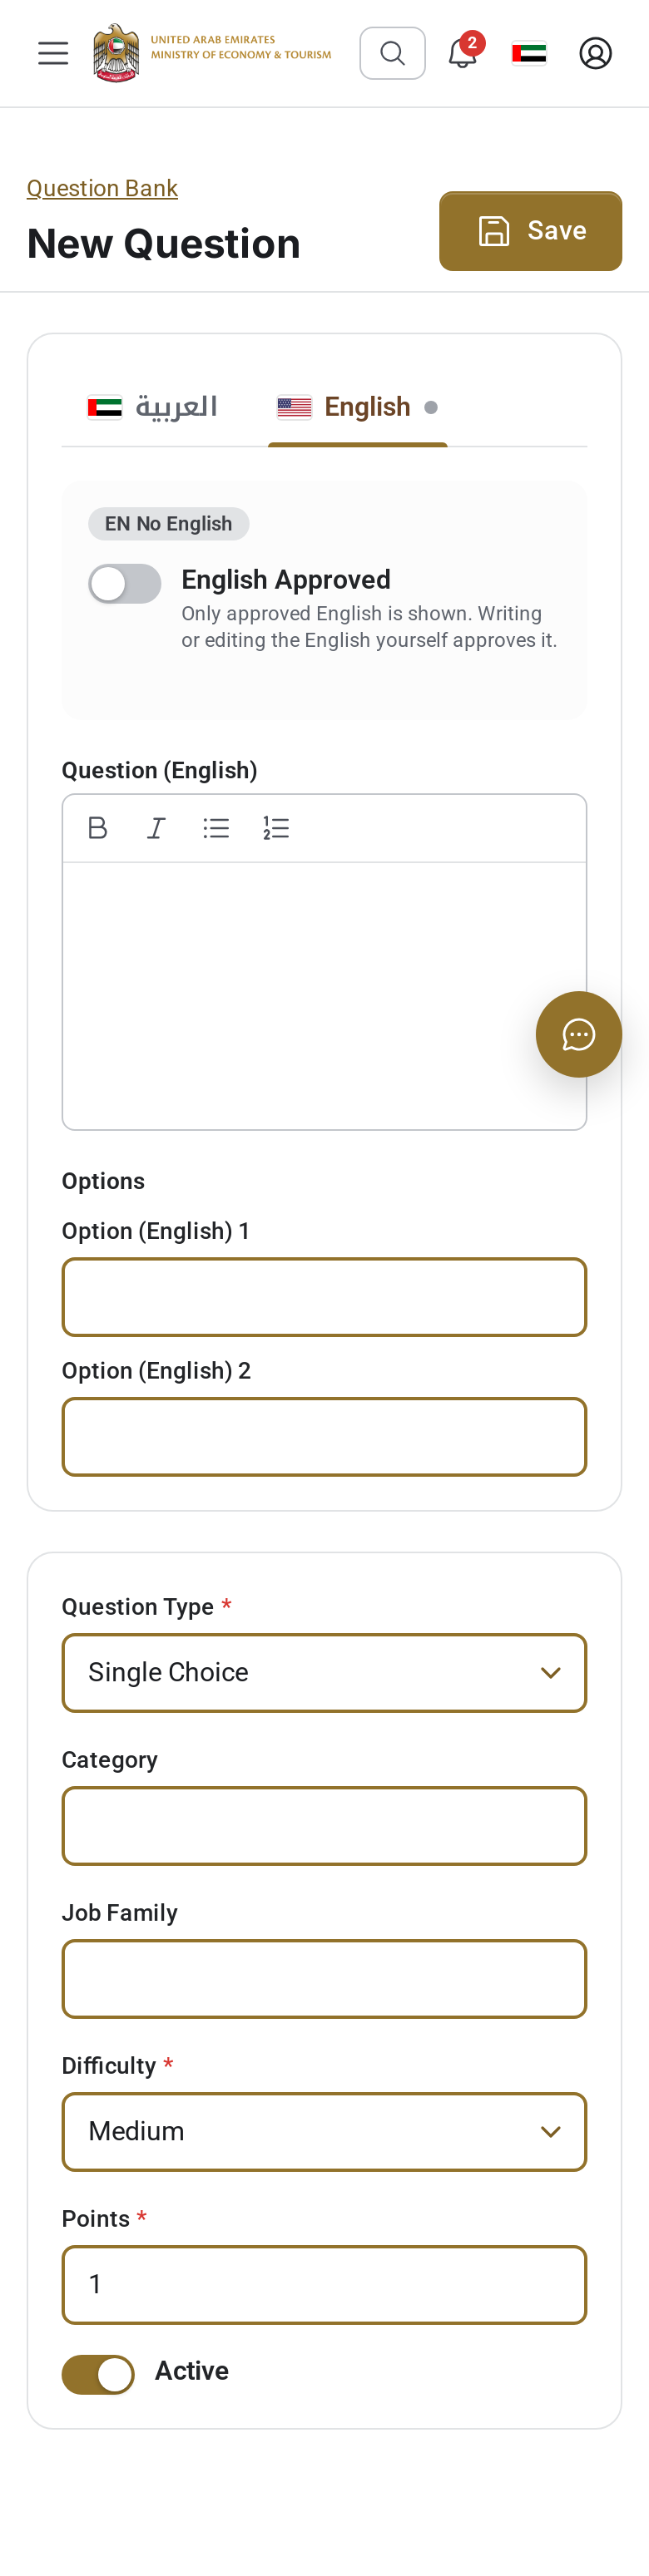 UNITED ARAB EMIRATES
MINISTRY OF ECONOMY & TOURISM
2
Question Bank
New Question
Save
العربية
English
EN No English
English Approved
Only approved English is shown. Writing
or editing the English yourself approves it.
Question (English)
Options
Option (English) 1
Option (English) 2
Question Type *
Single Choice
Category
Job Family
Difficulty *
Medium
Points *
1
Active